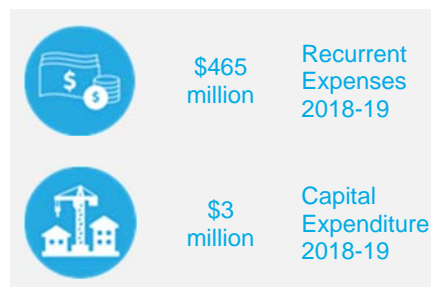 $
$
$465
million
Recurrent
Expenses
2018-19
$3
million
Capital
Expenditure
2018-19